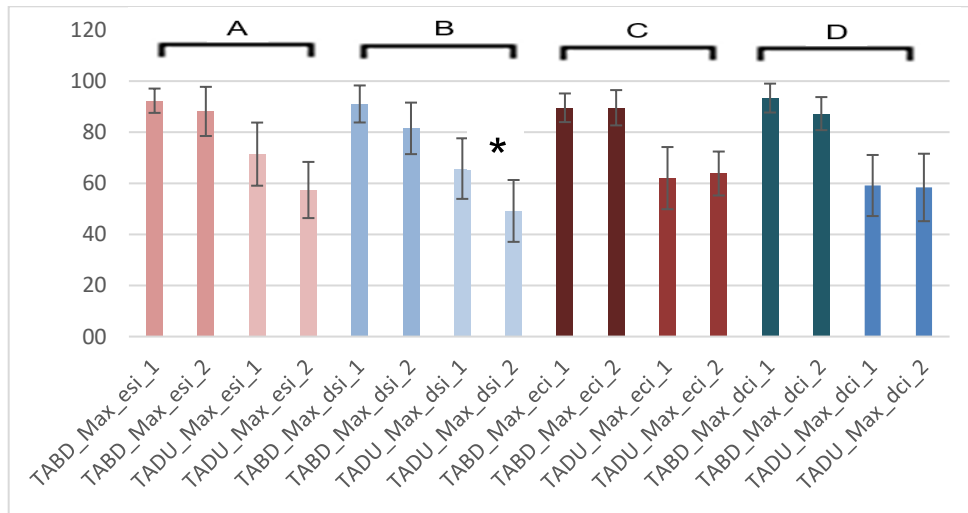 120
A B C D
100
80
*
60
40
20
00
TABD_Max_esi_1
TABD_Max_esi_2
TADU_Max_esi_1
TADU_Max_esi_2
TABD_Max_dsi_1
TABD_Max_dsi_2
TADU_Max_dsi_1
TADU_Max_dsi_2
TABD_Max_eci_1
TABD_Max_eci_2
TADU_Max_eci_1
TADU_Max_eci_2
TABD_Max_dci_1
TABD_Max_dci_2
TADU_Max_dci_1
TADU_Max_dci_2